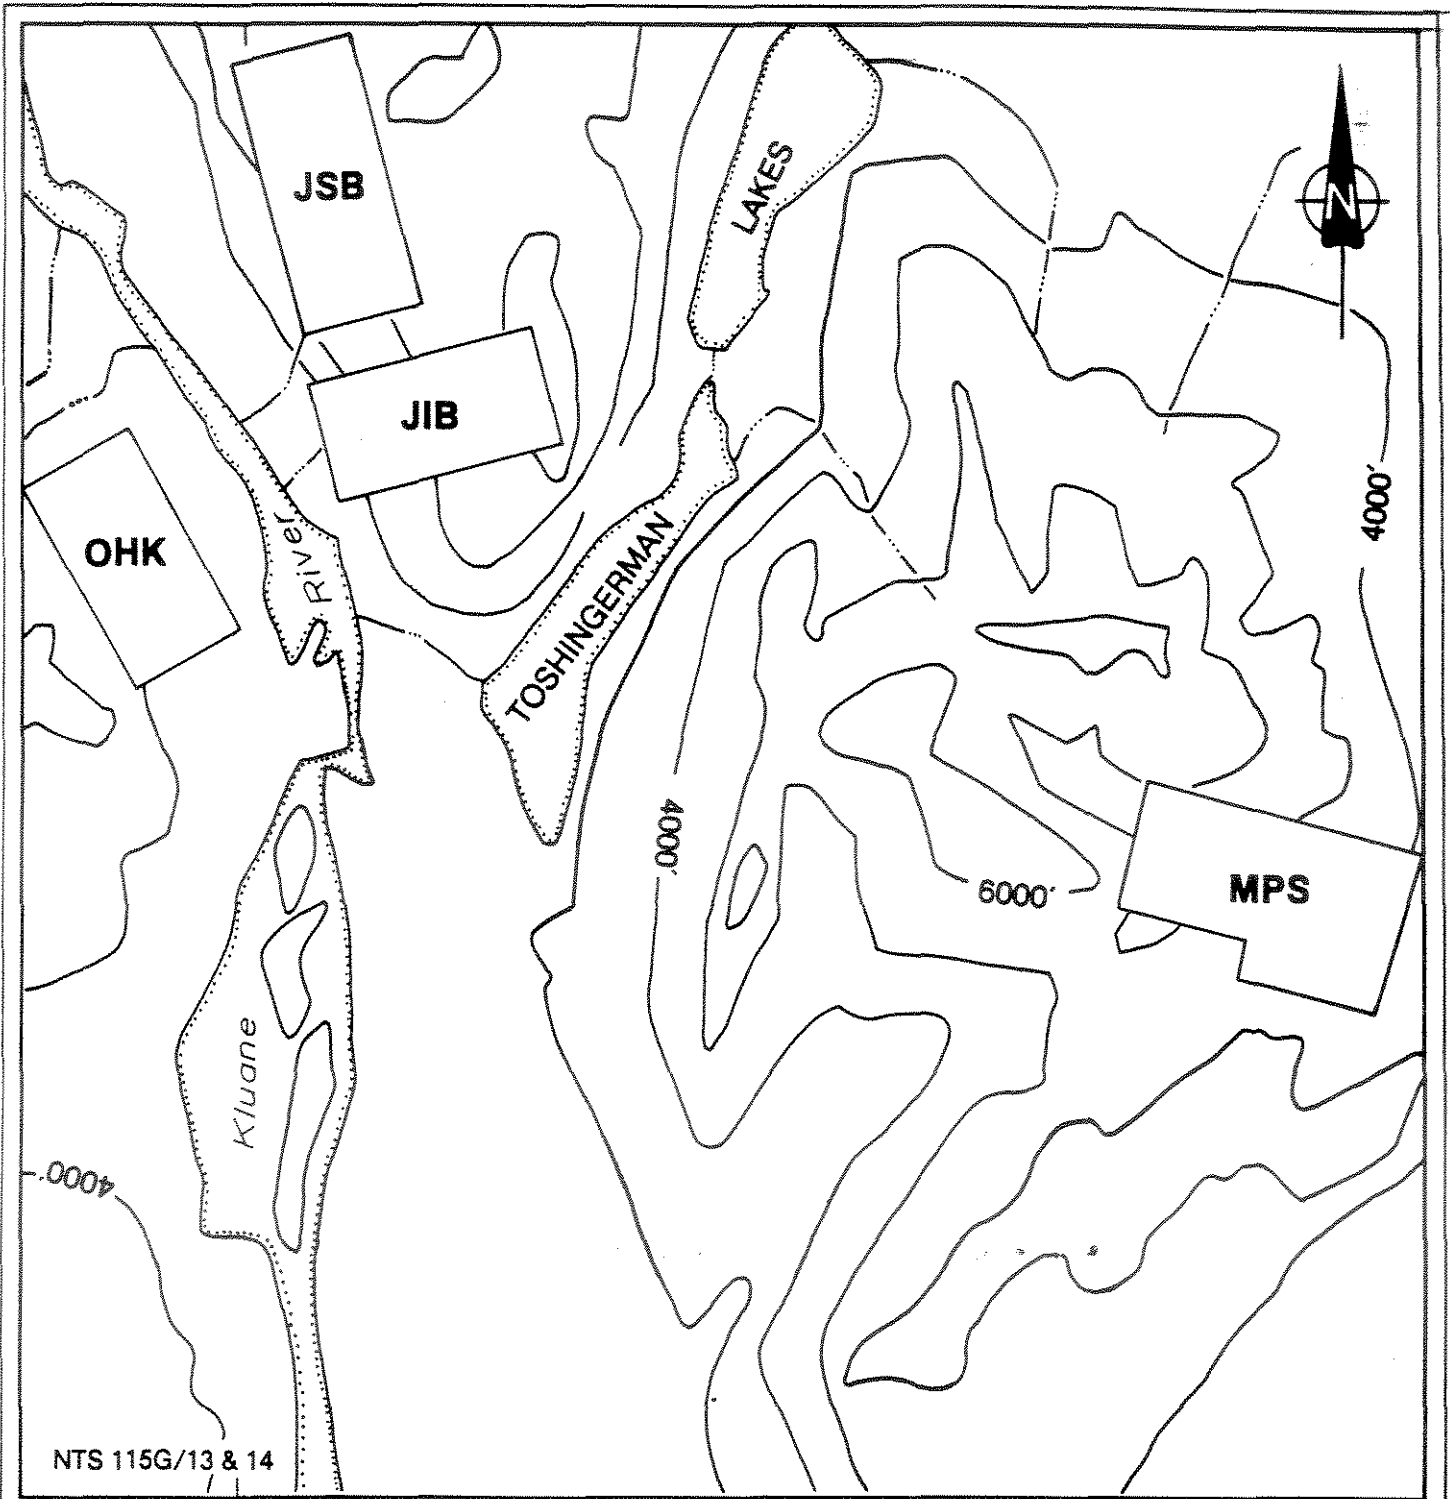 JSB
LAKES
N
JIB
4000'
OHK
River
TOSHINGERMAN
4000'
6000'
MPS
Kluane
4000'
NTS 115G/13 & 14